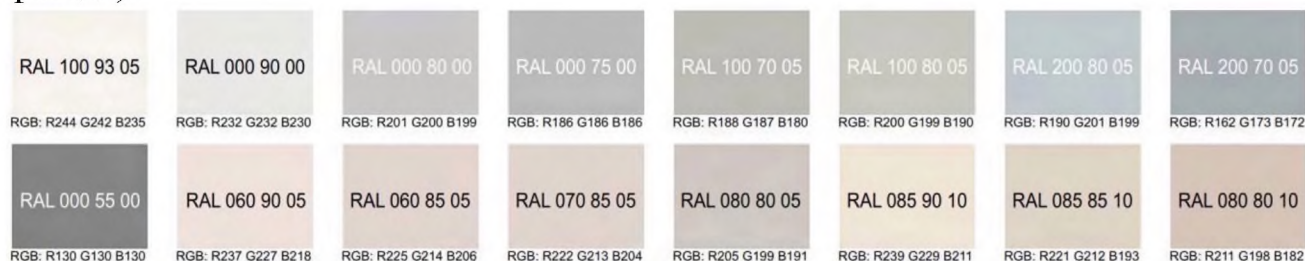 RAL 100 93 05 RAL 000 90 00 RAL 000 80 00 RAL 000 75 00 RAL 100 70 05 RAL 100 80 05 RAL 200 80 05 RAL 200 70 05
RGB: R244 G242 B235 RGB: R232 G232 B230 RGB: R201 G200 B199 RGB: R186 G186 B186 RGB: R188 G187 B180 RGB: R200 G199 B190 RGB: R190 G201 B199 RGB: R162 G173 B172
RAL 000 55 00 RAL 060 90 05 RAL 060 85 05 RAL 070 85 05 RAL 080 80 05 RAL 085 90 10 RAL 085 85 10 RAL 080 80 10
RGB: R130 G130 B130 RGB: R237 G227 B218 RGB: R225 G214 B206 RGB: R222 G213 B204 RGB: R205 G199 B191 RGB: R239 G229 B211 RGB: R221 G212 B193 RGB: R211 G198 B182